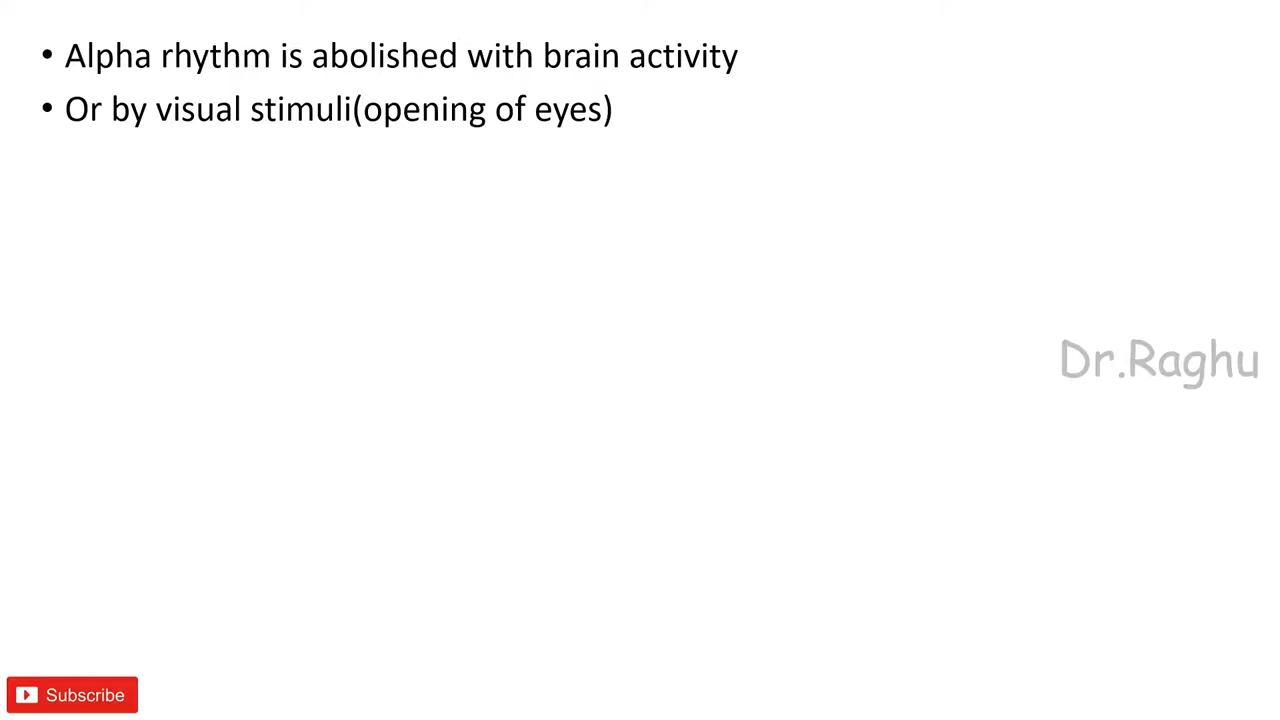 • Alpha rhythm is abolished with brain activity
• Or by visual stimuli(opening of eyes)
Dr.Raghu
Subscribe